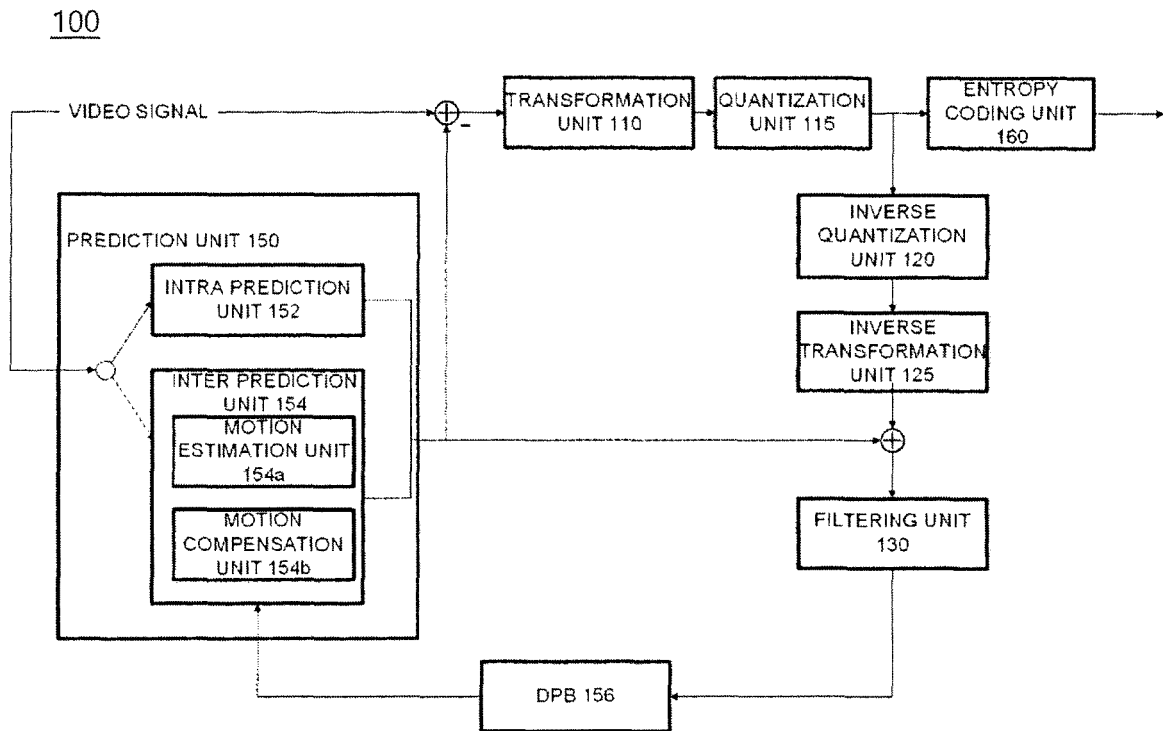 100
VIDEO SIGNAL
-
TRANSFORMATION
UNIT 110
QUANTIZATION
UNIT 115
ENTROPY
CODING UNIT
160
PREDICTION UNIT 150
INTRA PREDICTION
UNIT 152
INTER PREDICTION
UNIT 154
MOTION
ESTIMATION UNIT
154a
MOTION
COMPENSATION
UNIT 154b
INVERSE
QUANTIZATION
UNIT 120
INVERSE
TRANSFORMATION
UNIT 125
FILTERING UNIT
130
DPB 156